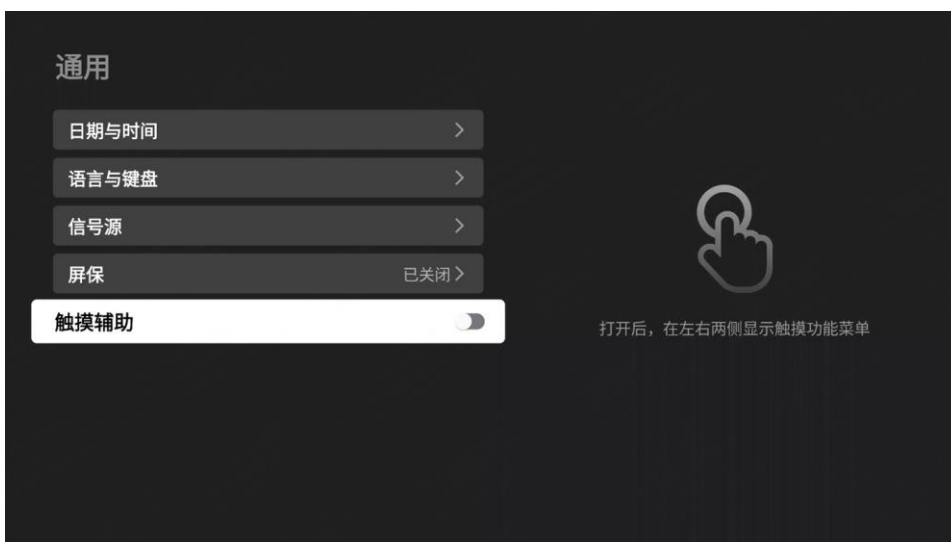 通用
日期与时间
语言与键盘
信号源
屏保 已关闭
触摸辅助
打开后，在左右两侧显示触摸功能菜单